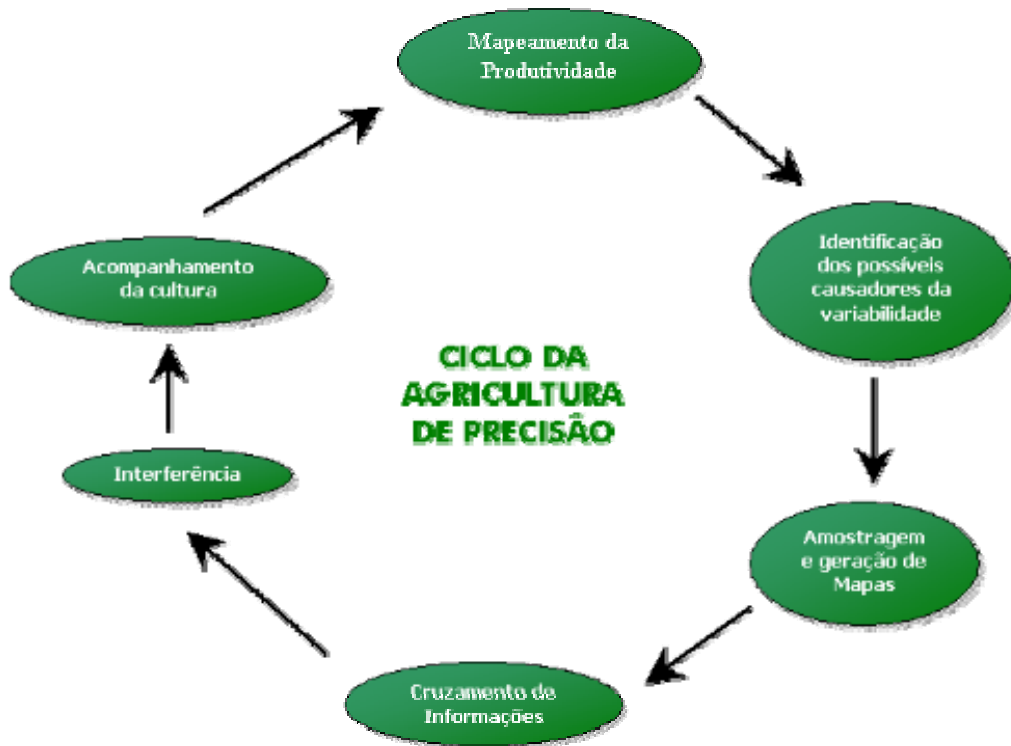 Mapeamento da
Produtividade
Identificação
dos possíveis
causadores da
variabilidade
Amostragem
e geração de
Mapas
Cruzamento de
Informações
Interferência
Acompanhamento
da cultura
CICLO DA
AGRICULTURA
DE PRECISÃO